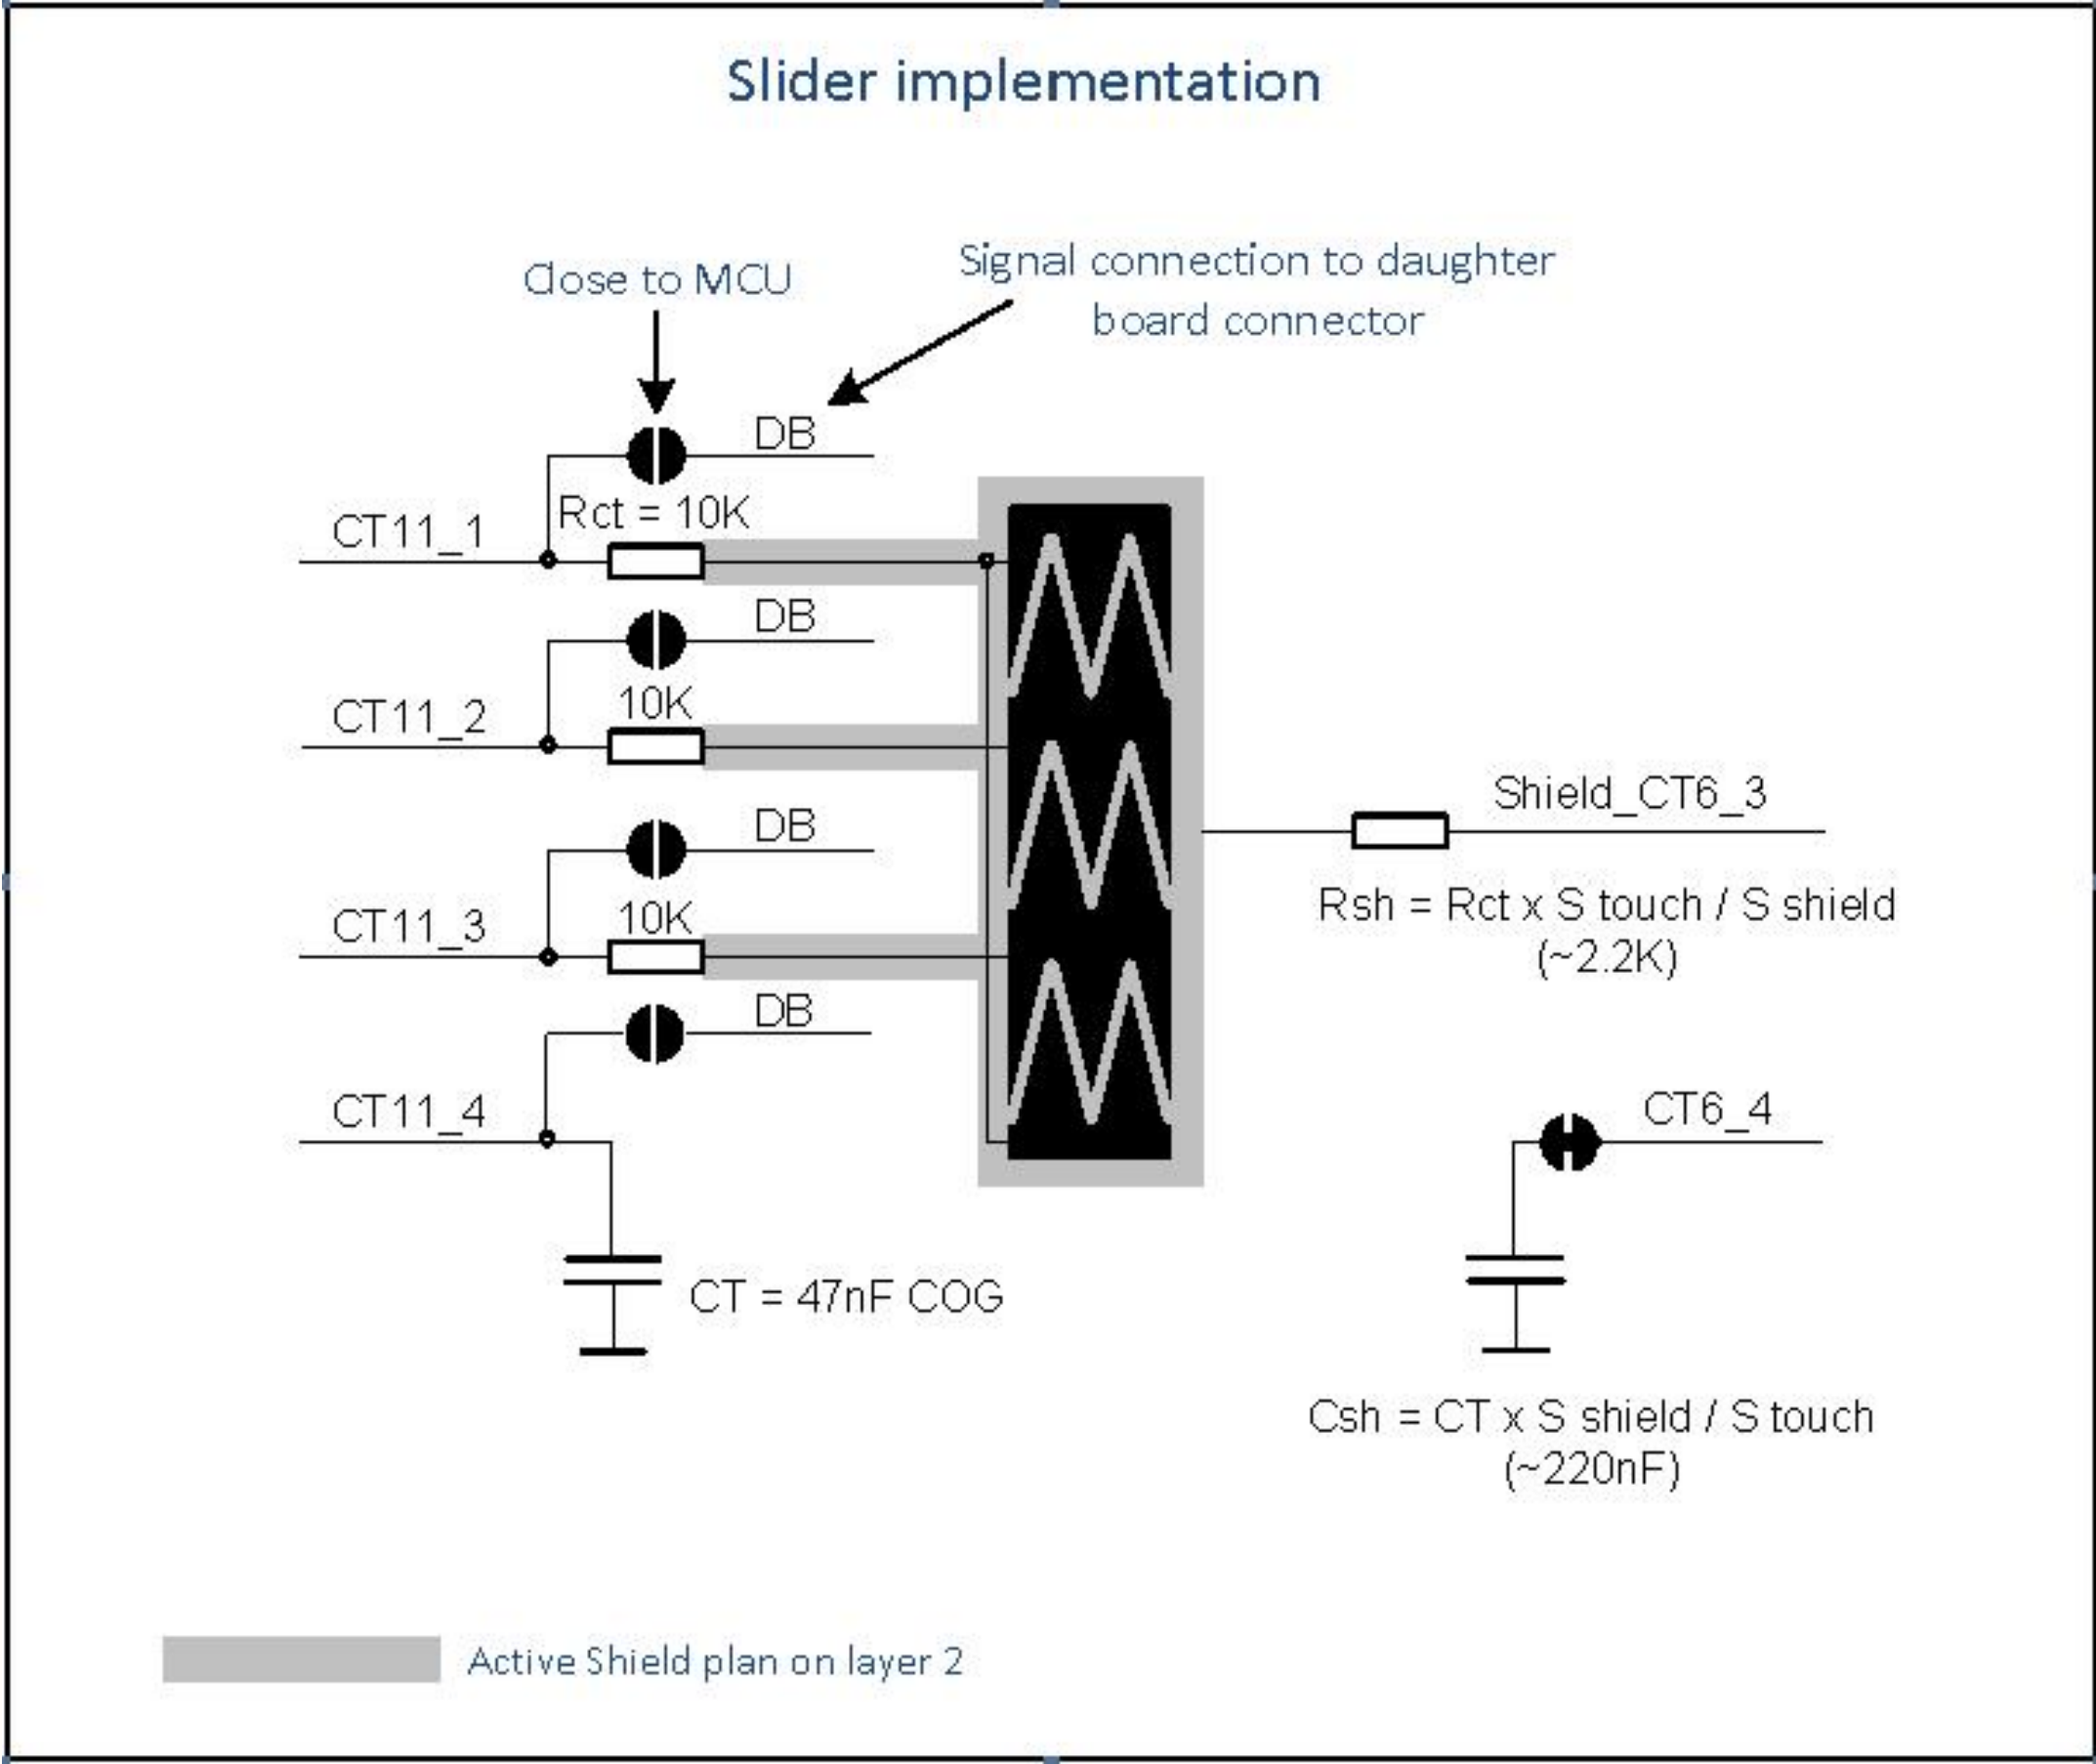 Slider implementation
Close to MCU
Signal connection to daughter
board connector
DB
Rct = 10K
CT11_1
DB
10K
CT11_2
DB
10K
CT11_3
DB
CT11_4
CT = 47nF COG
Shield_CT6_3
Rsh = Rct x S touch / S shield
(~2.2K)
CT6_4
Csh = CT x S shield / S touch
(~220nF)
Active Shield plan on layer 2